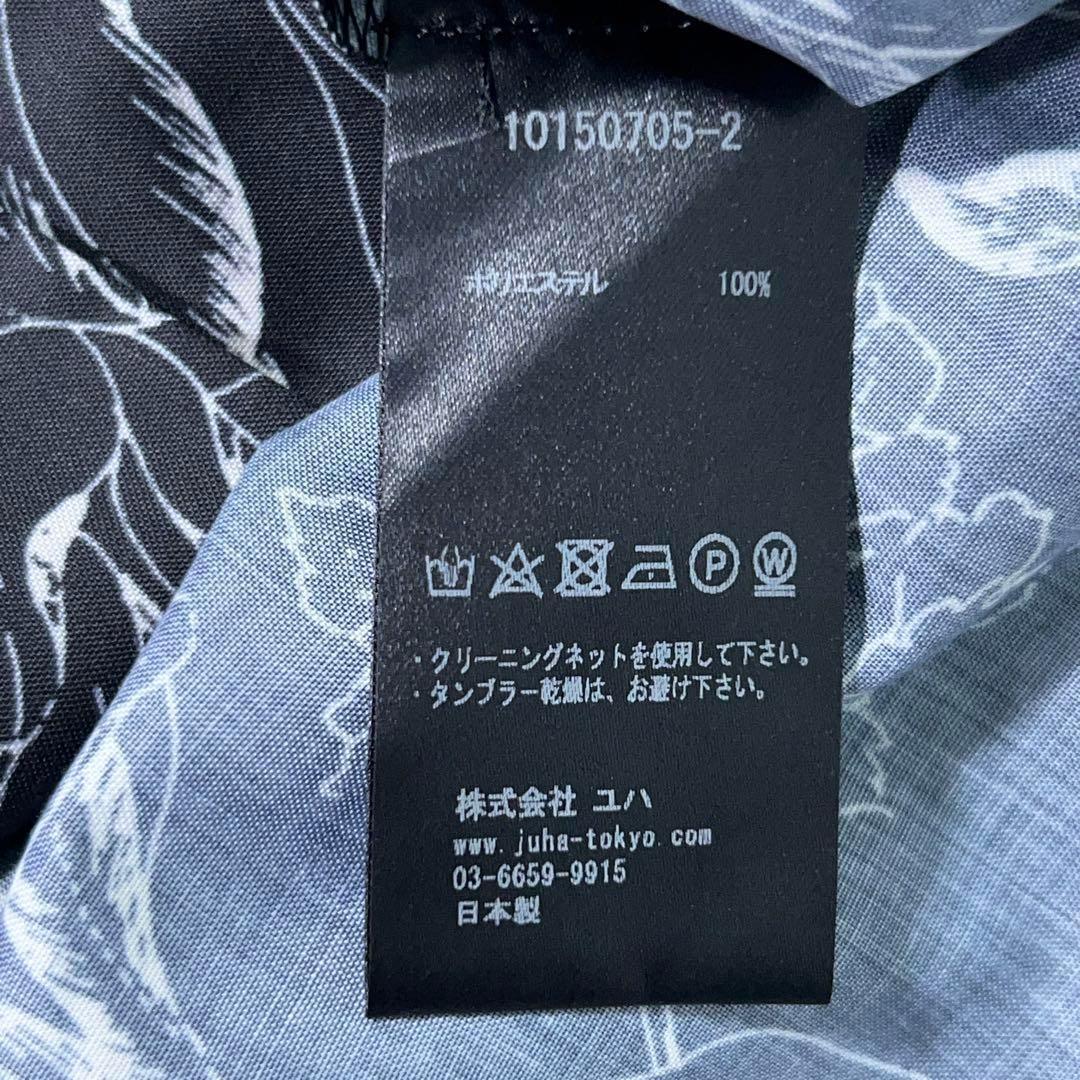 10150705-2
ポリエステル 100%
P W
・クリーニングネットを使用して下さい。
・タンブラー乾燥は、お避け下さい。
株式会社 ユハ
www.juha-tokyo.com
03-6659-9915
日本製